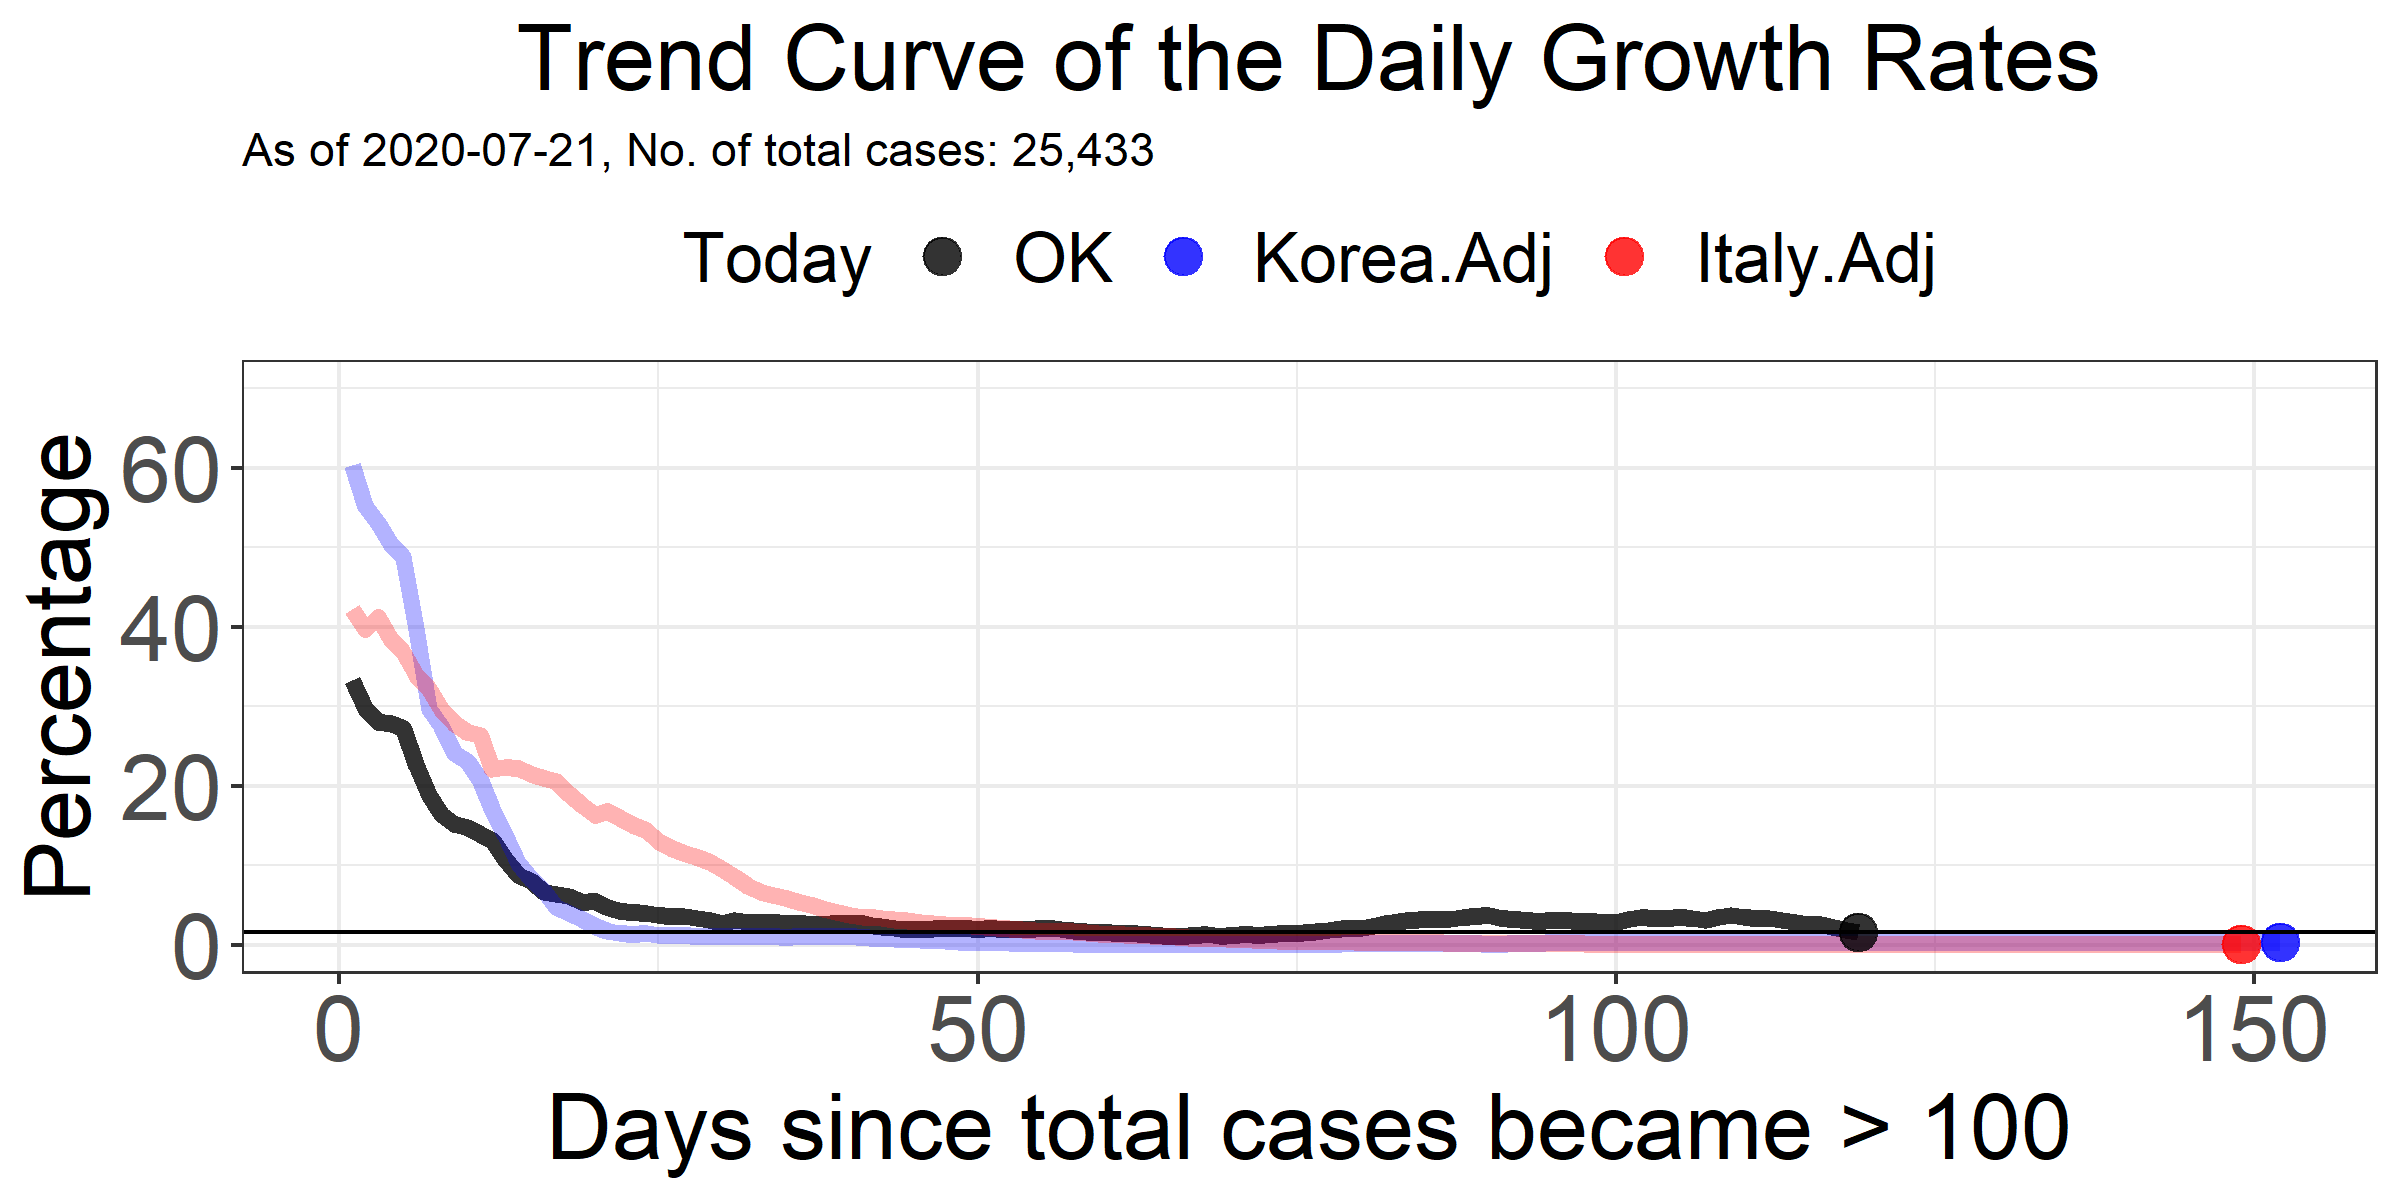 Trend Curve of the Daily Growth Rates
As of 2020-07-21, No. of total cases: 25,433
Today OK Korea.Adj Italy.Adj
Percentage
60
40
20
0
0 50 100 150
Days since total cases became > 100